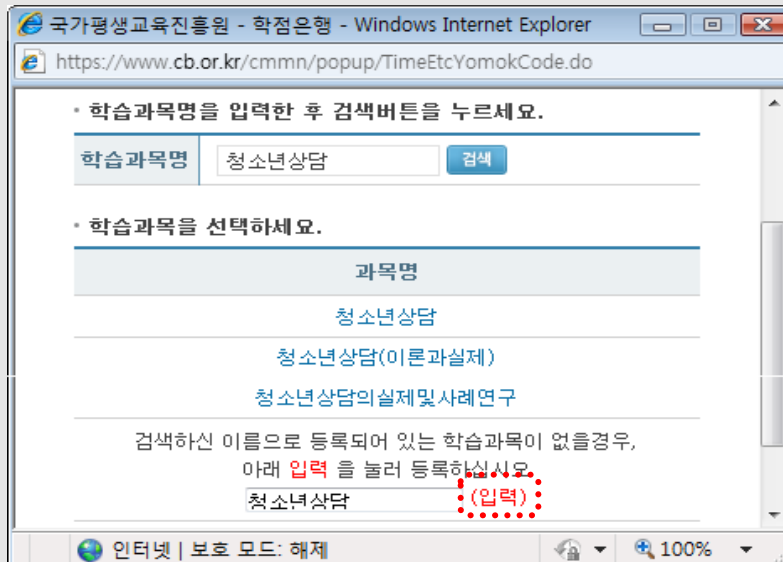 국가평생교육진흥원 - 학점은행 - Windows Internet Explorer
https://www.cb.or.kr/cmmn/popup/TimeEtcYomokCode.do
· 학습과목명을 입력한 후 검색버튼을 누르세요.
학습과목명 청소년상담 검색
· 학습과목을 선택하세요.
과목명
청소년상담
청소년상담(이론과실제)
청소년상담의실제및사례연구
검색하신 이름으로 등록되어 있는 학습과목이 없을경우,
아래 입력 을 눌러 등록하십시오
청소년상담 (입력)
인터넷 | 보호 모드: 해제 100%